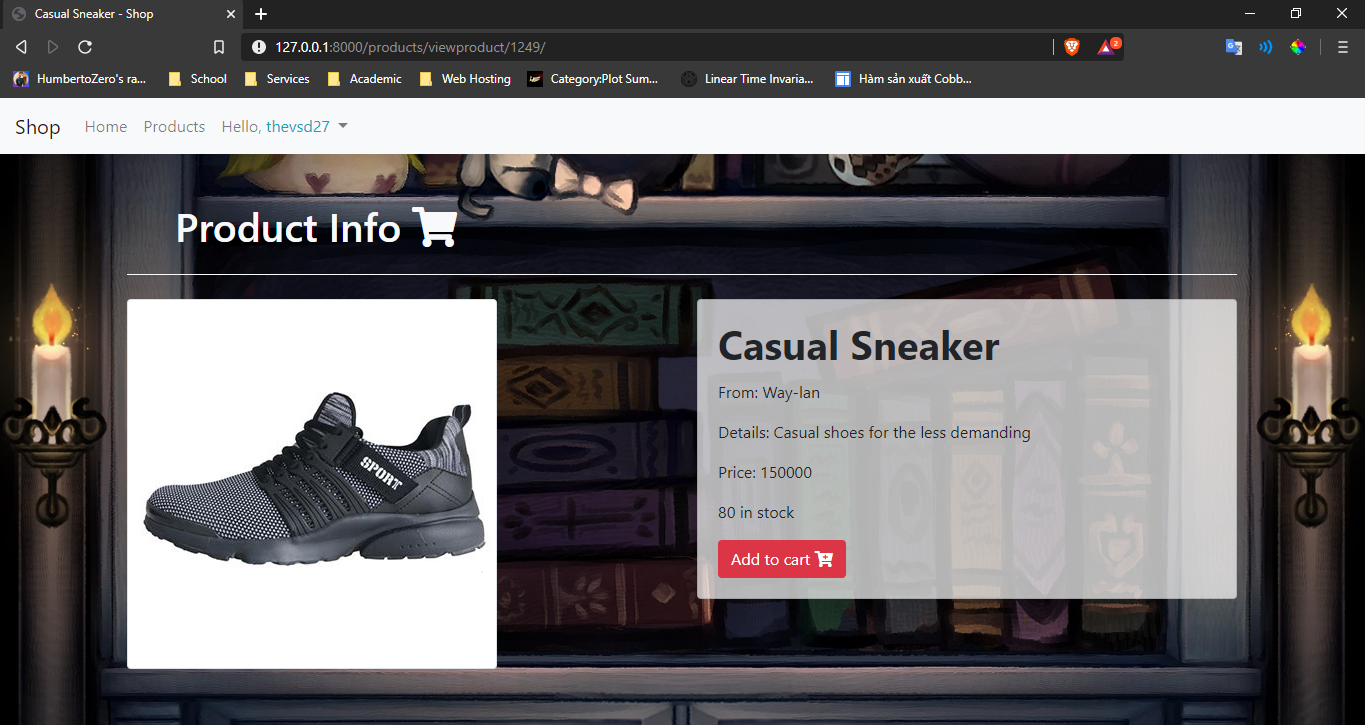 Casual Sneaker - Shop
127.0.0.1:8000/products/viewproduct/1249/
2
HumbertoZero's ra...
School
Services
Academic
Web Hosting
Category:Plot Sum...
Linear Time Invaria...
Hàm sản xuất Cobb...
Shop
Home
Products
Hello, thevsd27
Product Info
SPORT
Casual Sneaker
From: Way-lan
Details: Casual shoes for the less demanding
Price: 150000
80 in stock
Add to cart